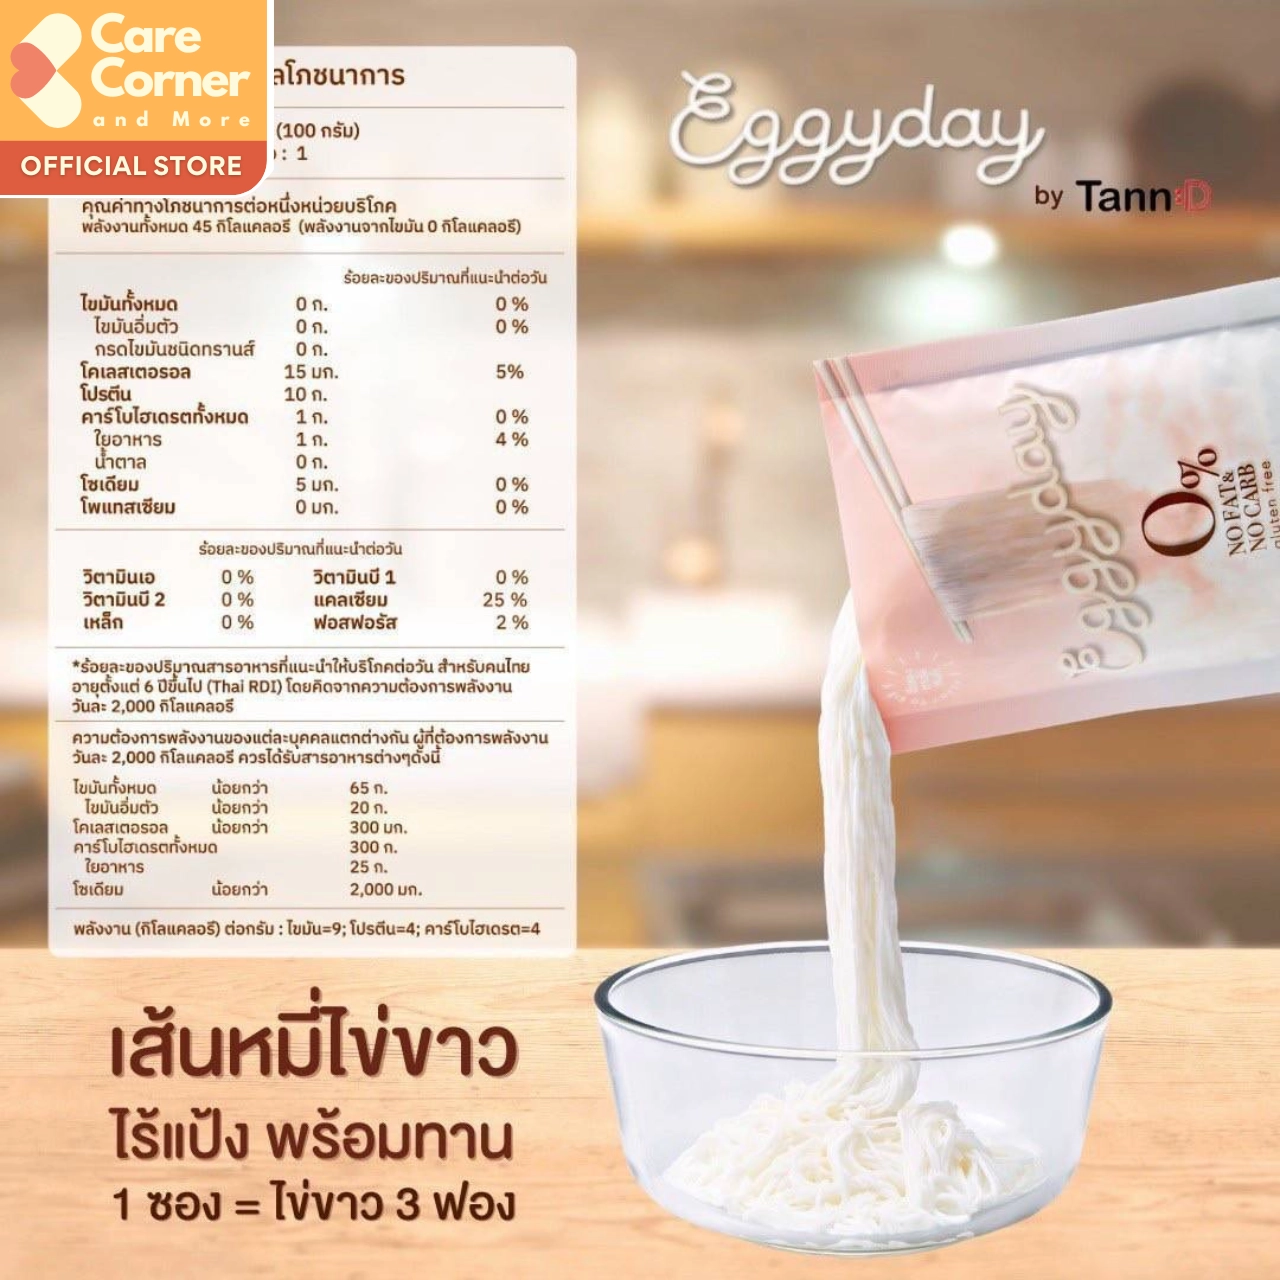 Care
Corner
and More
OFFICIAL STORE
ลโภชนาการ
(100 กรัม)
: 1
คุณค่าทางโภชนาการต่อหนึ่งหน่วยบริโภค
พลังงานทั้งหมด 45 กิโลแคลอรี (พลังงานจากไขมัน 0 กิโลแคลอรี)
ร้อยละของปริมาณที่แนะนำต่อวัน
ไขมันทั้งหมด 0 ก. 0 %
ไขมันอิ่มตัว 0 ก. 0 %
กรดไขมันชนิดทรานส์ 0 ก.
โคเลสเตอรอล 15 มก. 5%
โปรตีน 10 ก.
คาร์โบไฮเดรตทั้งหมด 1 ก. 0 %
ใยอาหาร 1 ก. 4 %
น้ำตาล 0 ก.
โซเดียม 5 มก. 0 %
โพแทสเซียม 0 มก. 0 %
ร้อยละของปริมาณที่แนะนำต่อวัน
วิตามินเอ 0 % วิตามินบี 1 0 %
วิตามินบี 2 0 % แคลเซียม 25 %
เหล็ก 0 % ฟอสฟอรัส 2 %
*ร้อยละของปริมาณสารอาหารที่แนะนำให้บริโภคต่อวัน สำหรับคนไทย
อายุตั้งแต่ 6 ปีขึ้นไป (Thai RDI) โดยคิดจากความต้องการพลังงาน
วันละ 2,000 กิโลแคลอรี
ความต้องการพลังงานของแต่ละบุคคลแตกต่างกัน ผู้ที่ต้องการพลังงาน
วันละ 2,000 กิโลแคลอรี ควรได้รับสารอาหารต่างๆดังนี้
ไขมันทั้งหมด น้อยกว่า 65 ก.
ไขมันอิ่มตัว น้อยกว่า 20 ก.
โคเลสเตอรอล น้อยกว่า 300 มก.
คาร์โบไฮเดรตทั้งหมด 300 ก.
ใยอาหาร 25 ก.
โซเดียม น้อยกว่า 2,000 มก.
พลังงาน (กิโลแคลอรี) ต่อกรัม : ไขมัน=9; โปรตีน=4; คาร์โบไฮเดรต=4
Eggyday
by Tann:D
Eggyday
0%
NO FAT &
NO CARB
gluten free
เส้นหมี่ไข่ขาว
ไร้แป้ง พร้อมทาน
1 ซอง = ไข่ขาว 3 ฟอง